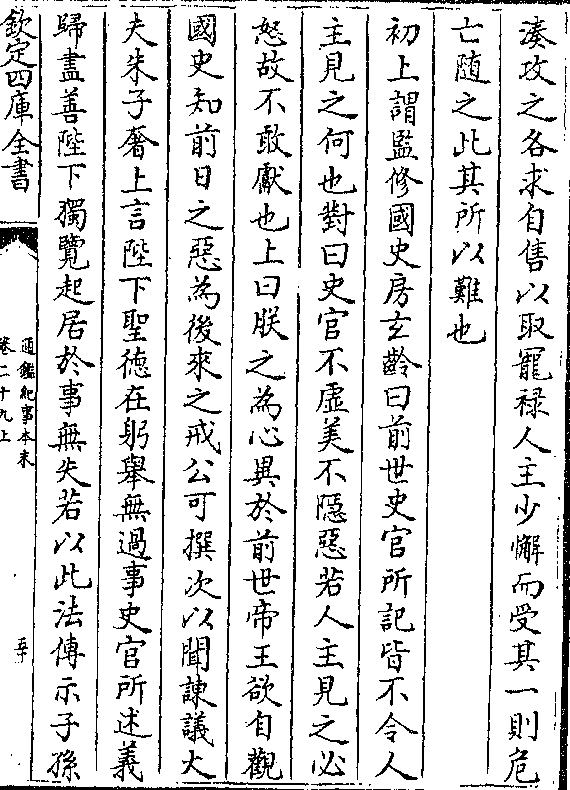 湊攻之各求自售以取寵祿人主少懈而受其一則危
亡随之此其所以難也
初上謂監修國史房玄齡曰前世史官所記皆不令人
主見之何也對曰史官不虛美不隱惡若人主見之必
怒故不敢獻也上曰朕之為心異於前世帝王欲自觀
國史知前日之惡為後來之戒公可撰次以聞諫議大
夫朱子奢上言陛下聖徳在躬舉無過事史官所述義
歸盡善陛下獨覽起居於事無失若以此法傳示子孫
欽定四庫全書
通鑑紀事本末
卷二十九上
五十